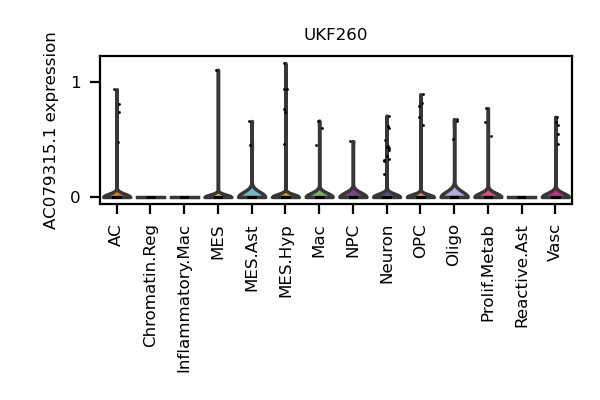 UKF260
AC079315.1 expression
1
0
AC
Chromatin.Reg
Inflammatory.Mac
MES
MES.Ast
MES.Hyp
Mac
NPC
Neuron
OPC
Oligo
Prolif.Metab
Reactive.Ast
Vasc